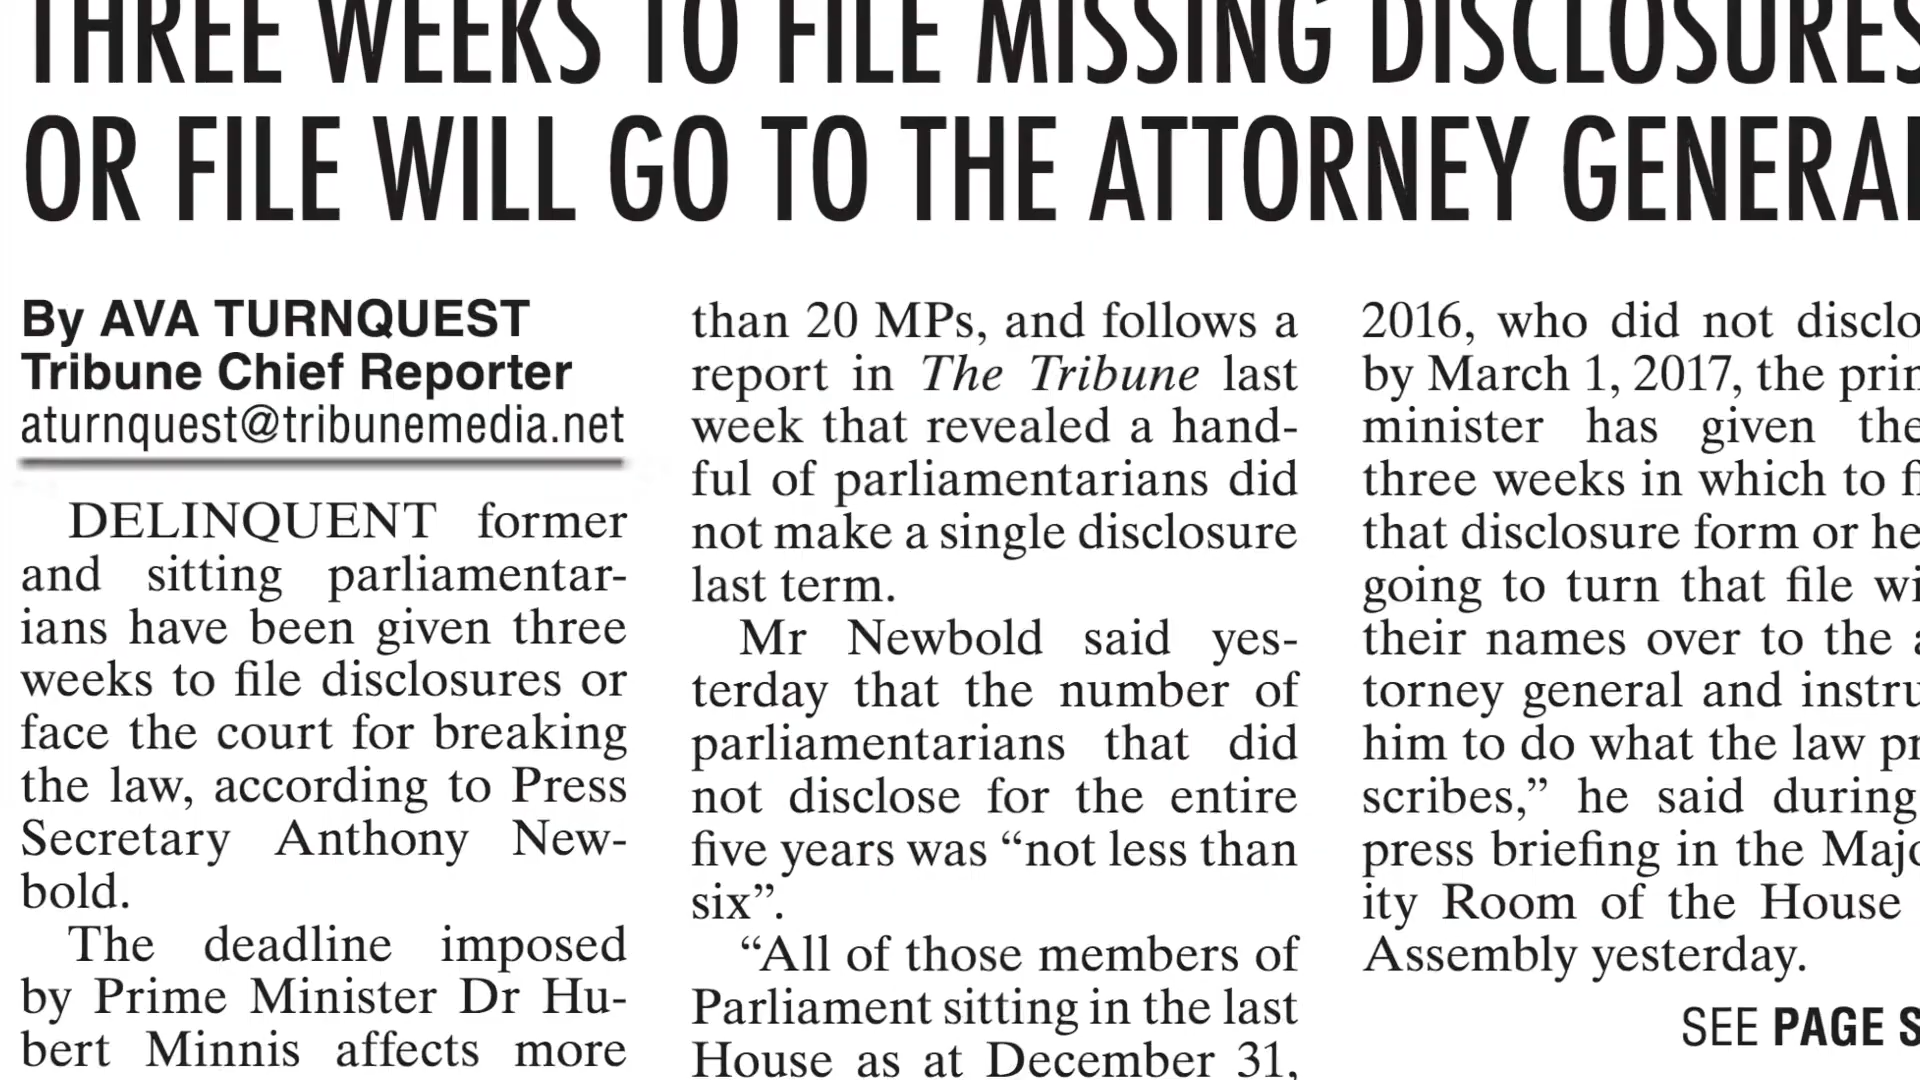 THREE WEEKS TO FILE MISSING DISCLOSURES
OR FILE WILL GO TO THE ATTORNEY GENERAL
By AVA TURNQUEST
Tribune Chief Reporter
aturnquest@tribunemedia.net
DELINQUENT former
and sitting parliamentar-
ians have been given three
weeks to file disclosures or
face the court for breaking
the law, according to Press
Secretary Anthony New-
bold.
The deadline imposed
by Prime Minister Dr Hu-
bert Minnis affects more
than 20 MPs, and follows a
report in The Tribune last
week that revealed a hand-
ful of parliamentarians did
not make a single disclosure
last term.
Mr Newbold said yes-
terday that the number of
parliamentarians that did
not disclose for the entire
five years was “not less than
six”.
“All of those members of
Parliament sitting in the last
House as at December 31,
2016, who did not disclo
by March 1, 2017, the prim
minister has given the
three weeks in which to fi
that disclosure form or he
going to turn that file wi
their names over to the a
torney general and instru
him to do what the law pr
scribes,” he said during
press briefing in the Majo
ity Room of the House
Assembly yesterday.
SEE PAGE S